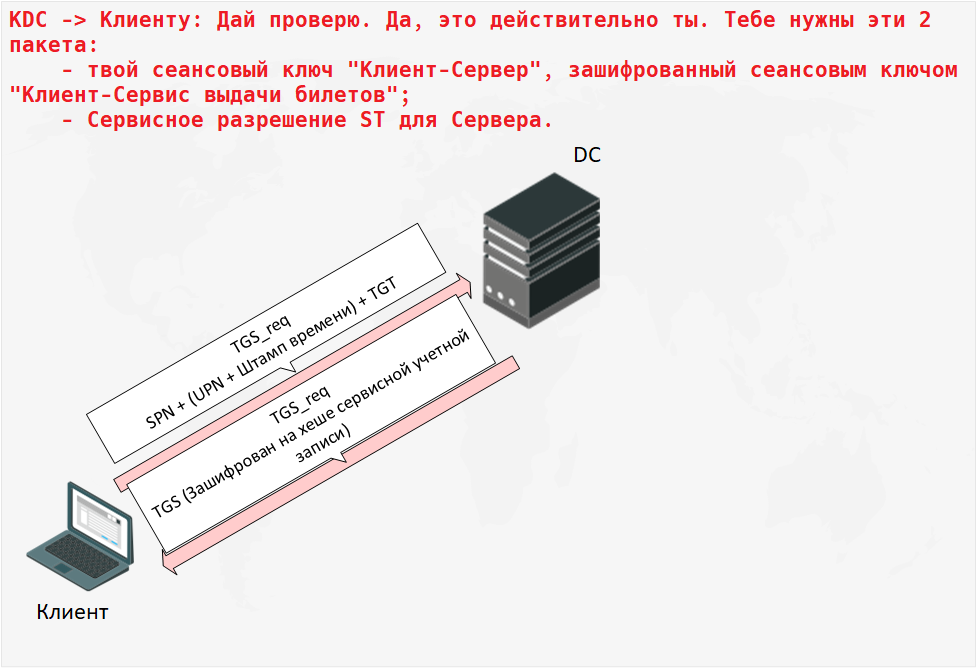 KDC -> Клиенту: Дай проверю. Да, это действительно ты. Тебе нужны эти 2
пакета:
- твой сеансовый ключ "Клиент-Сервер", зашифрованный сеансовым ключом
"Клиент-Сервис выдачи билетов";
- Сервисное разрешение ST для Сервера.
DC
TGS_req
SPN + (UPN + Штамп времени) + TGT
TGS_req
TGS (Зашифрован на хеше сервисной учетной
записи)
Клиент